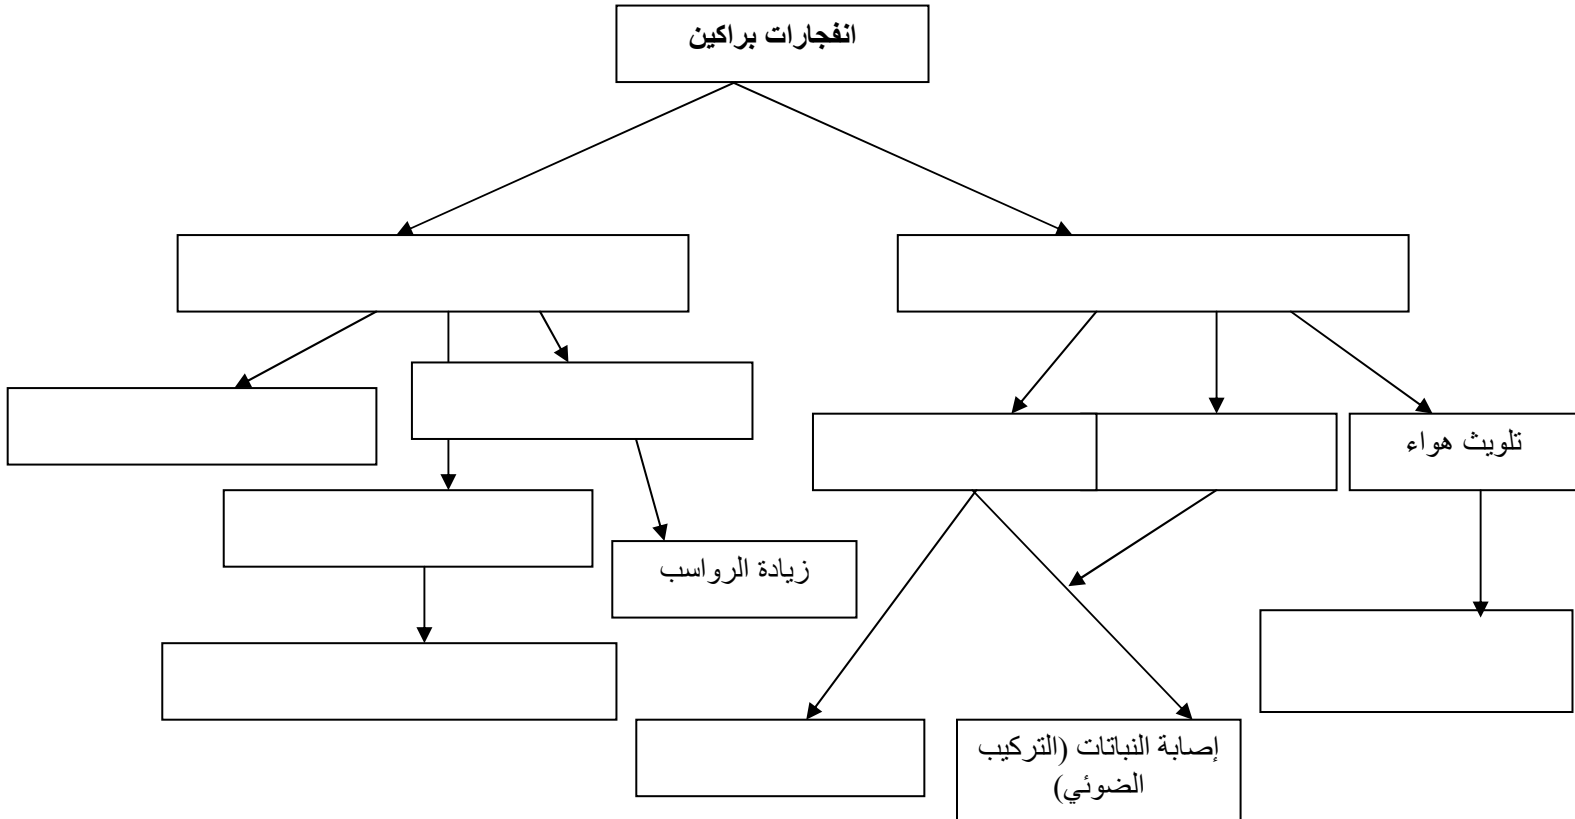 انفجارات براكين
تلويث هواء
زيادة الرواسب
إصابة النباتات (التركيب
الضوئي)